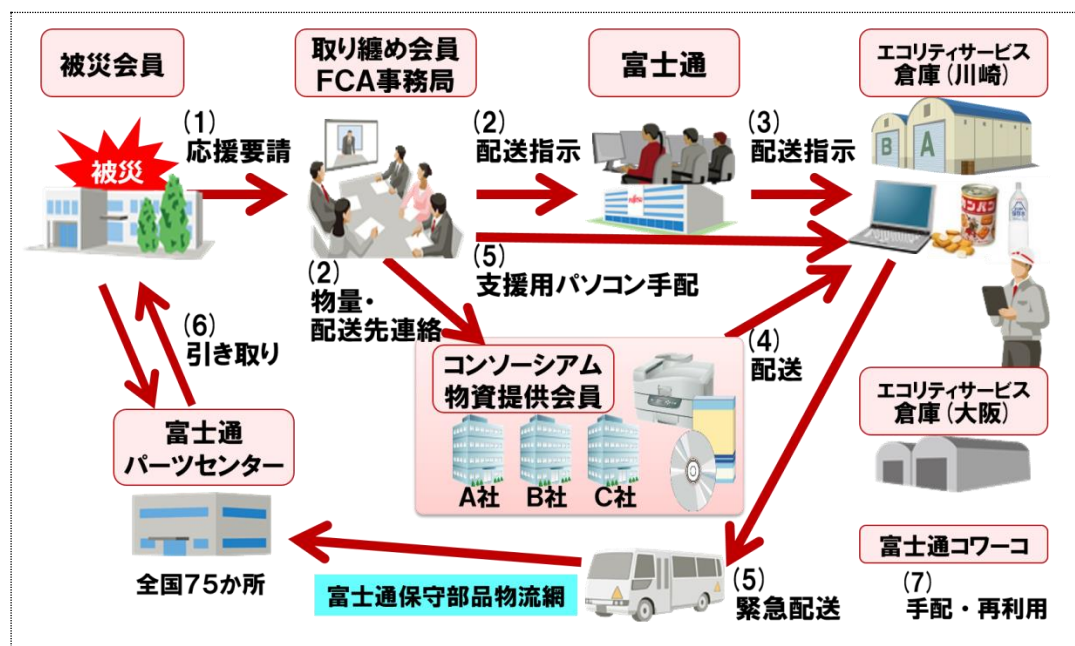 被災会員
取り纏め会員
FCA事務局
富士通
エコリティサービス
倉庫(川崎)
(1)
応援要請
(2)
配送指示
(3)
配送指示
被災
FUJITSU
B
A
カンパン
(5)
支援用パソコン手配
(2)
物量・
配送先連絡
(6)
引き取り
(4)
配送
コンソーシアム
物資提供会員
A社
B社
C社
エコリティサービス
倉庫(大阪)
富士通
パーツセンター
全国75か所
富士通保守部品物流網
(5)
緊急配送
富士通コワーコ
(7)
手配・再利用